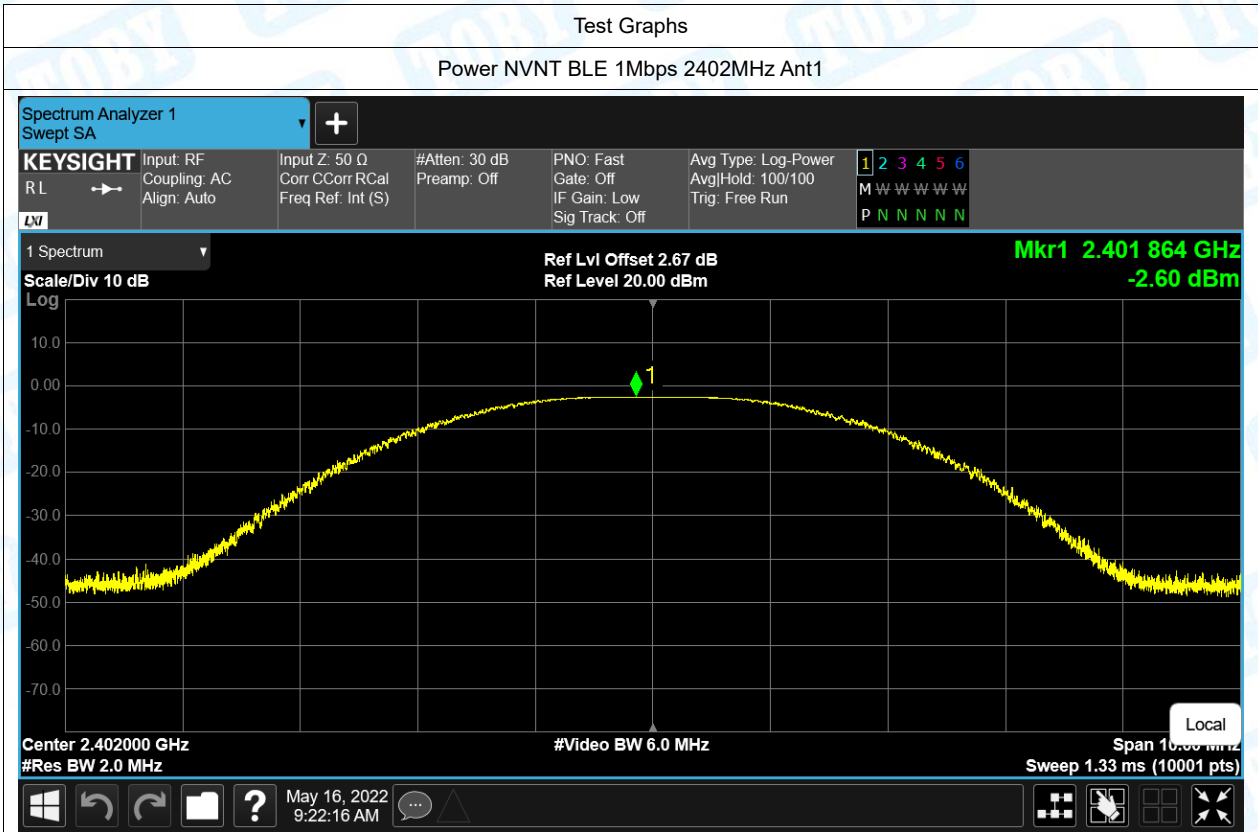 Test Graphs
Power NVNT BLE 1Mbps 2402MHz Ant1
Spectrum Analyzer 1
Swept SA
KEYSIGHT
R L
LXI
Input: RF
Coupling: AC
Align: Auto
Input Z: 50 Ω
Corr CCorr RCal
Freq Ref: Int (S)
#Atten: 30 dB
Preamp: Off
PNO: Fast
Gate: Off
IF Gain: Low
Sig Track: Off
Avg Type: Log-Power
Avg|Hold: 100/100
Trig: Free Run
1 2 3 4 5 6
M W W W W W
P N N N N N
1 Spectrum
Scale/Div 10 dB
Log
Ref Lvl Offset 2.67 dB
Ref Level 20.00 dBm
Mkr1 2.401 864 GHz
-2.60 dBm
1
10.0
0.00
-10.0
-20.0
-30.0
-40.0
-50.0
-60.0
-70.0
Local
Center 2.402000 GHz
#Res BW 2.0 MHz
#Video BW 6.0 MHz
Span 10.00 MHz
Sweep 1.33 ms (10001 pts)
?
May 16, 2022
9:22:16 AM
TOBY